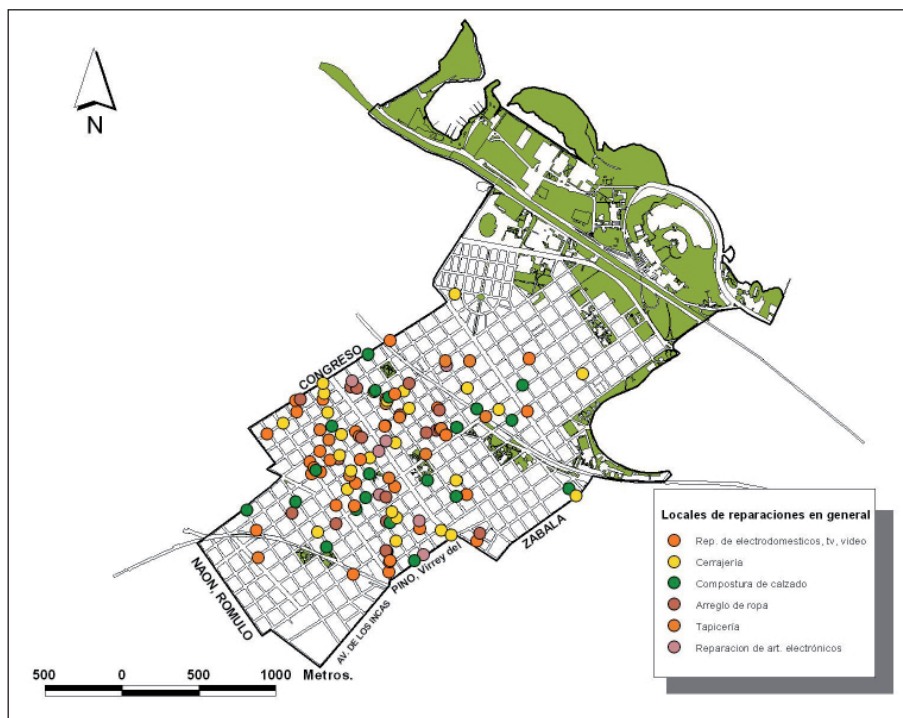 N
CONGRESO
ZABALA
PINO, Virrey del
NAON, ROMULO
AV. DE LOS INCAS
500 0 500 1000 Metros.
Locales de reparaciones en general
Rep. de electrodomesticos, tv, video
Cerrajería
Compostura de calzado
Arreglo de ropa
Tapicería
Reparacion de art. electrónicos